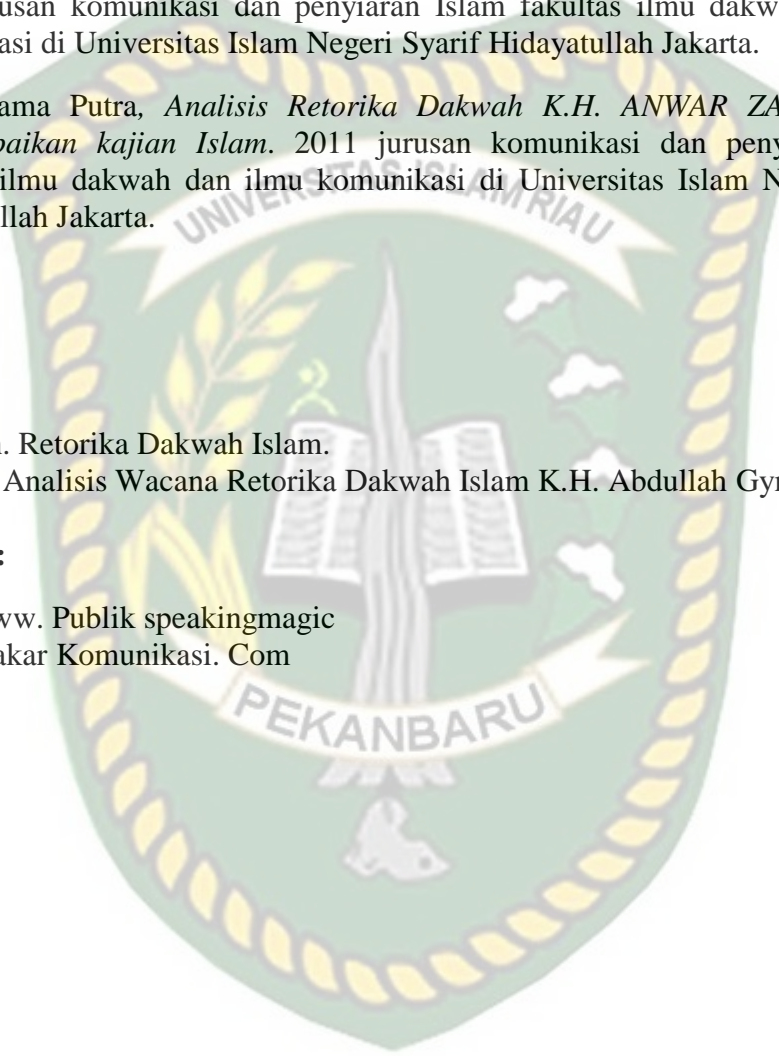 usan komunikasi dan penyiaran Islam fakultas ilmu dakw
asi di Universitas Islam Negeri Syarif Hidayatullah Jakarta.
ama Putra, Analisis Retorika Dakwah K.H. ANWAR ZA
paikan kajian Islam. 2011 jurusan komunikasi dan peny
ilmu dakwah dan ilmu komunikasi di Universitas Islam N
llah Jakarta.
UNIVERSITAS ISLAM RIAU
. Retorika Dakwah Islam.
Analisis Wacana Retorika Dakwah Islam K.H. Abdullah Gy
:
ww. Publik speakingmagic
akar Komunikasi. Com
PEKANBARU